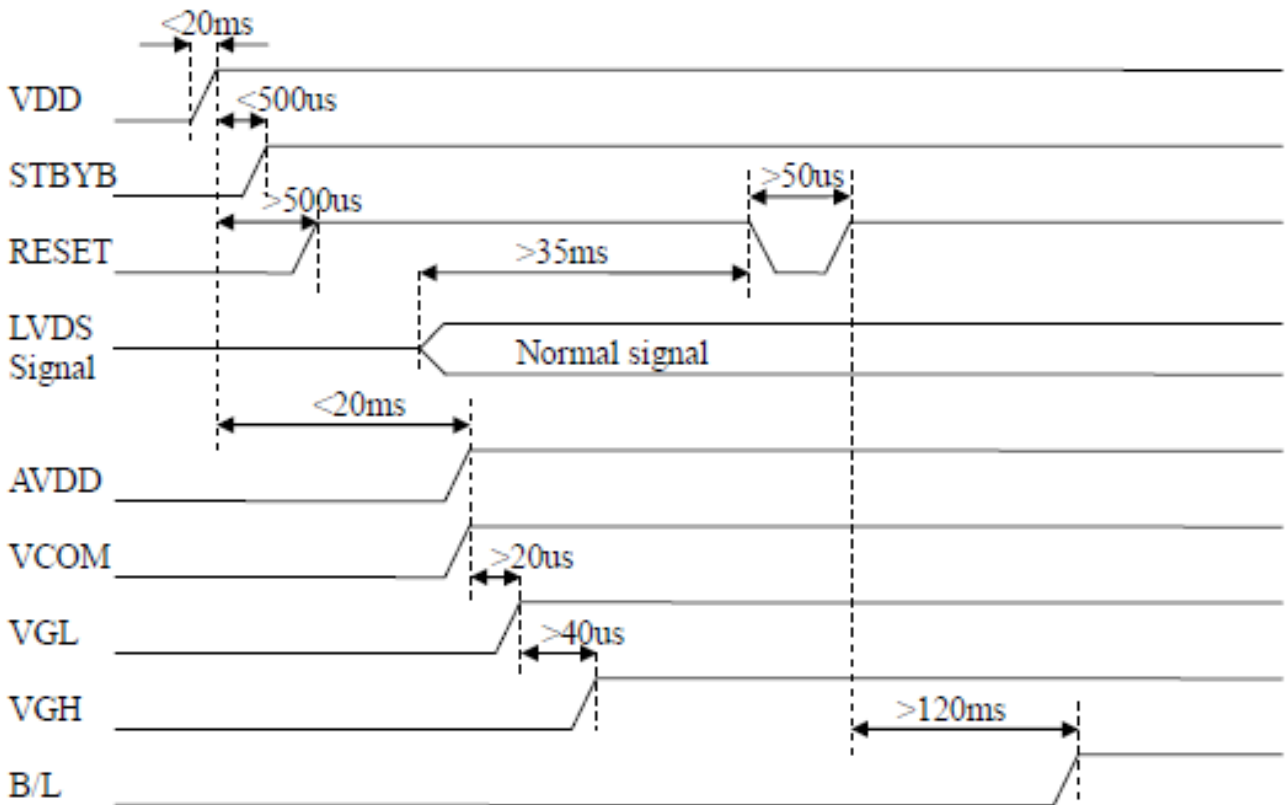 <20ms
VDD
<500us
STBYB
>50us
>500us
RESET
>35ms
LVDS
Signal
Normal signal
<20ms
AVDD
VCOM
>20us
VGL
>40us
VGH
>120ms
B/L